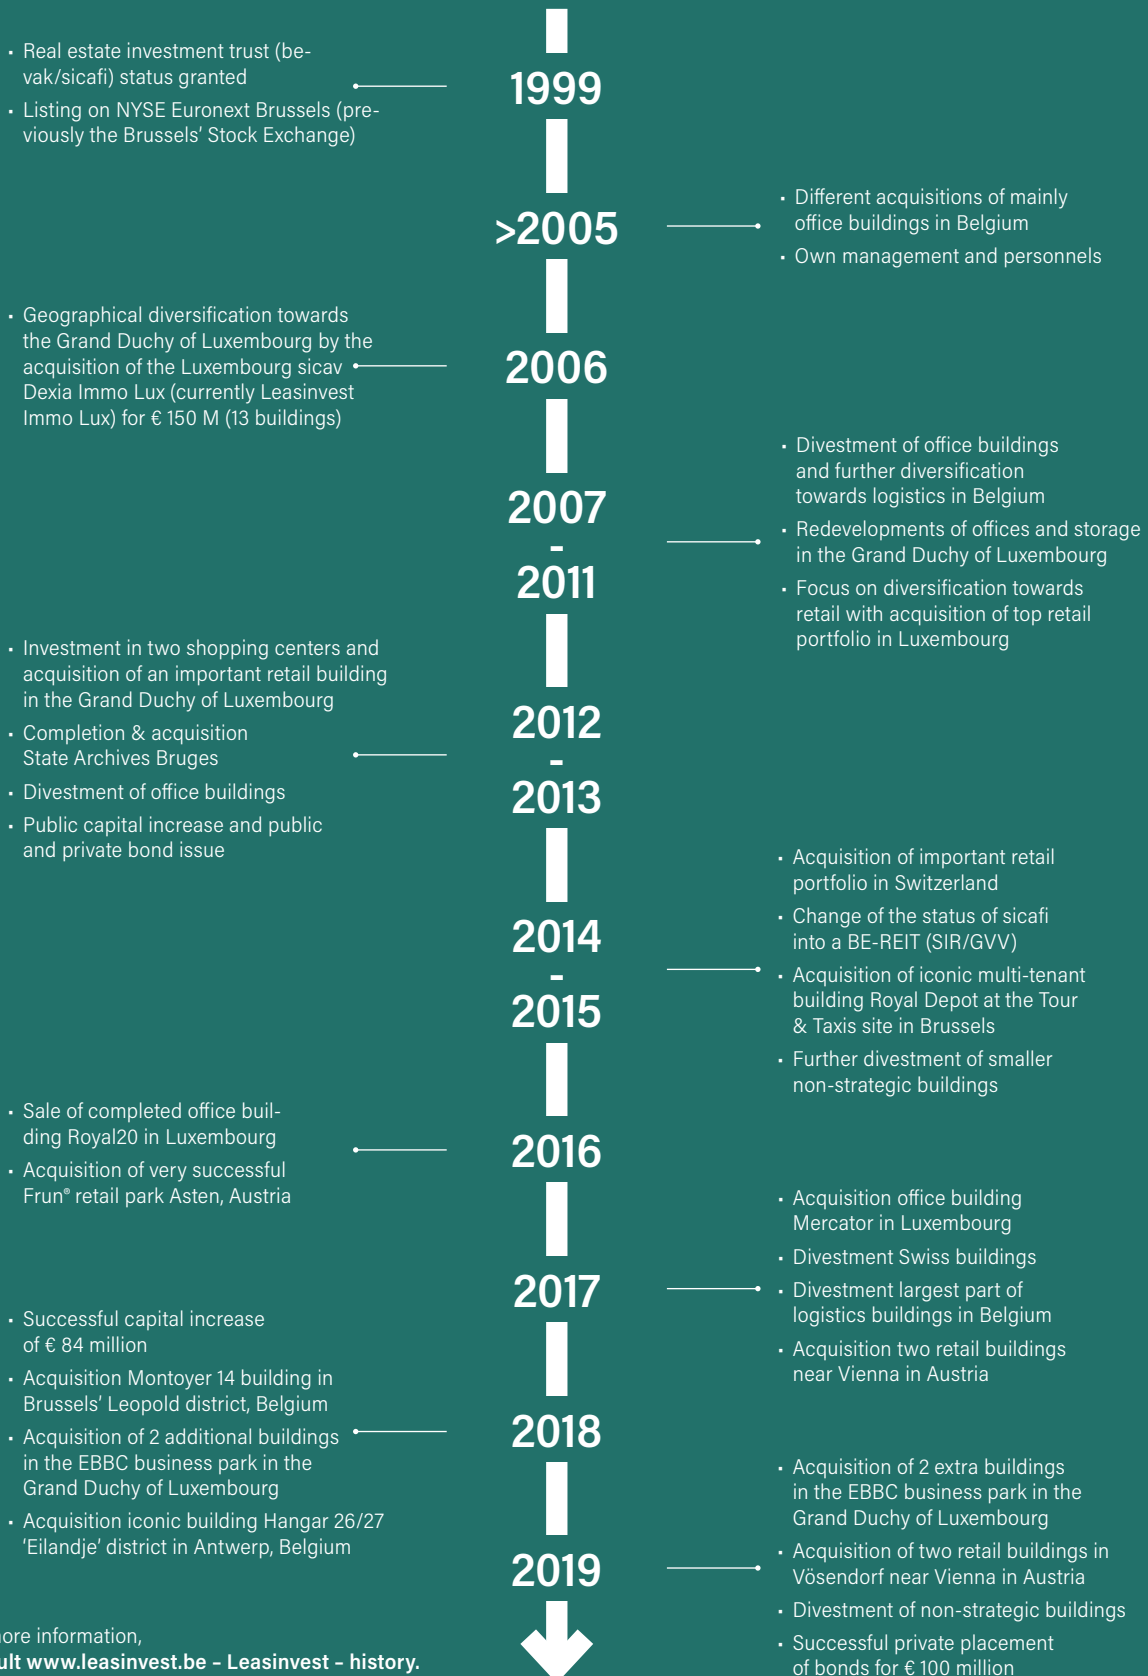 1999
• Real estate investment trust (be-
vak/sicafi) status granted
• Listing on NYSE Euronext Brussels (pre-
viously the Brussels' Stock Exchange)
>2005
• Different acquisitions of mainly
office buildings in Belgium
• Own management and personnels
2006
• Geographical diversification towards
the Grand Duchy of Luxembourg by the
acquisition of the Luxembourg sicav
Dexia Immo Lux (currently Leasinvest
Immo Lux) for € 150 M (13 buildings)
2007
-
2011
• Divestment of office buildings
and further diversification
towards logistics in Belgium
• Redevelopments of offices and storage
in the Grand Duchy of Luxembourg
• Focus on diversification towards
retail with acquisition of top retail
portfolio in Luxembourg
2012
-
2013
• Investment in two shopping centers and
acquisition of an important retail building
in the Grand Duchy of Luxembourg
• Completion & acquisition
State Archives Bruges
• Divestment of office buildings
• Public capital increase and public
and private bond issue
2014
-
2015
• Acquisition of important retail
portfolio in Switzerland
• Change of the status of sicafi
into a BE-REIT (SIR/GVV)
• Acquisition of iconic multi-tenant
building Royal Depot at the Tour
& Taxis site in Brussels
• Further divestment of smaller
non-strategic buildings
2016
• Sale of completed office buil-
ding Royal20 in Luxembourg
• Acquisition of very successful
Frun® retail park Asten, Austria
2017
• Acquisition office building
Mercator in Luxembourg
• Divestment Swiss buildings
• Divestment largest part of
logistics buildings in Belgium
• Acquisition two retail buildings
near Vienna in Austria
2018
• Successful capital increase
of € 84 million
• Acquisition Montoyer 14 building in
Brussels' Leopold district, Belgium
• Acquisition of 2 additional buildings
in the EBBC business park in the
Grand Duchy of Luxembourg
• Acquisition iconic building Hangar 26/27
'Eilandje' district in Antwerp, Belgium
2019
• Acquisition of 2 extra buildings
in the EBBC business park in the
Grand Duchy of Luxembourg
• Acquisition of two retail buildings in
Vösendorf near Vienna in Austria
• Divestment of non-strategic buildings
• Successful private placement
of bonds for € 100 million
more information,
ult www.leasinvest.be – Leasinvest – history.